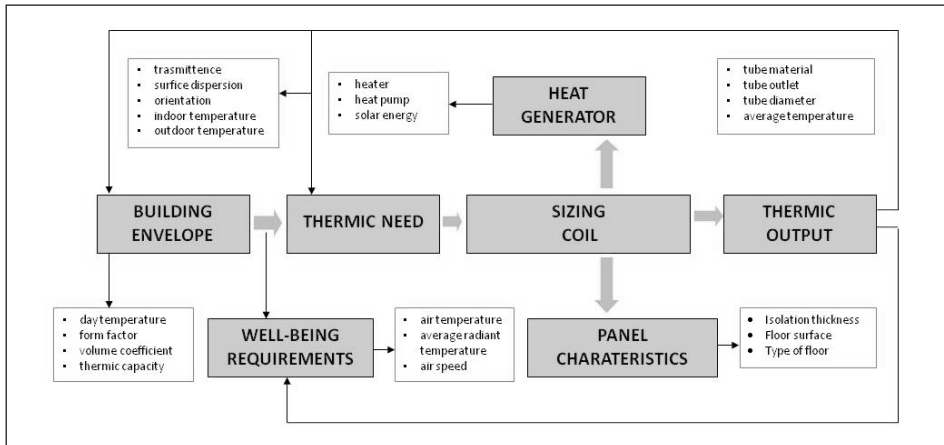 trasmittence
surfice dispersion
orientation
indoor temperature
outdoor temperature
heater
heat pump
solar energy
HEAT
GENERATOR
tube material
tube outlet
tube diameter
average temperature
BUILDING
ENVELOPE
THERMIC NEED
SIZING
COIL
THERMIC
OUTPUT
day temperature
form factor
volume coefficient
thermic capacity
WELL-BEING
REQUIREMENTS
air temperature
average radiant
temperature
air speed
PANEL
CHARATERISTICS
Isolation thickness
Floor surface
Type of floor